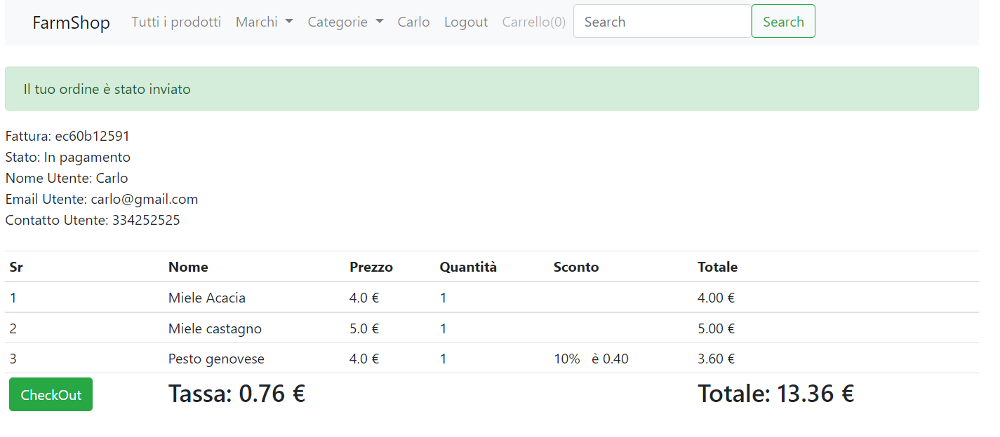 FarmShop Tutti i prodotti Marchi Categorie Carlo Logout Carrello(0) Search Search
Il tuo ordine è stato inviato
Fattura: ec60b12591
Stato: In pagamento
Nome Utente: Carlo
Email Utente: carlo@gmail.com
Contatto Utente: 334252525
Sr Nome Prezzo Quantità Sconto Totale
1 Miele Acacia 4.0 € 1 4.00 €
2 Miele castagno 5.0 € 1 5.00 €
3 Pesto genovese 4.0 € 1 10% è 0.40 3.60 €
CheckOut Tassa: 0.76 € Totale: 13.36 €